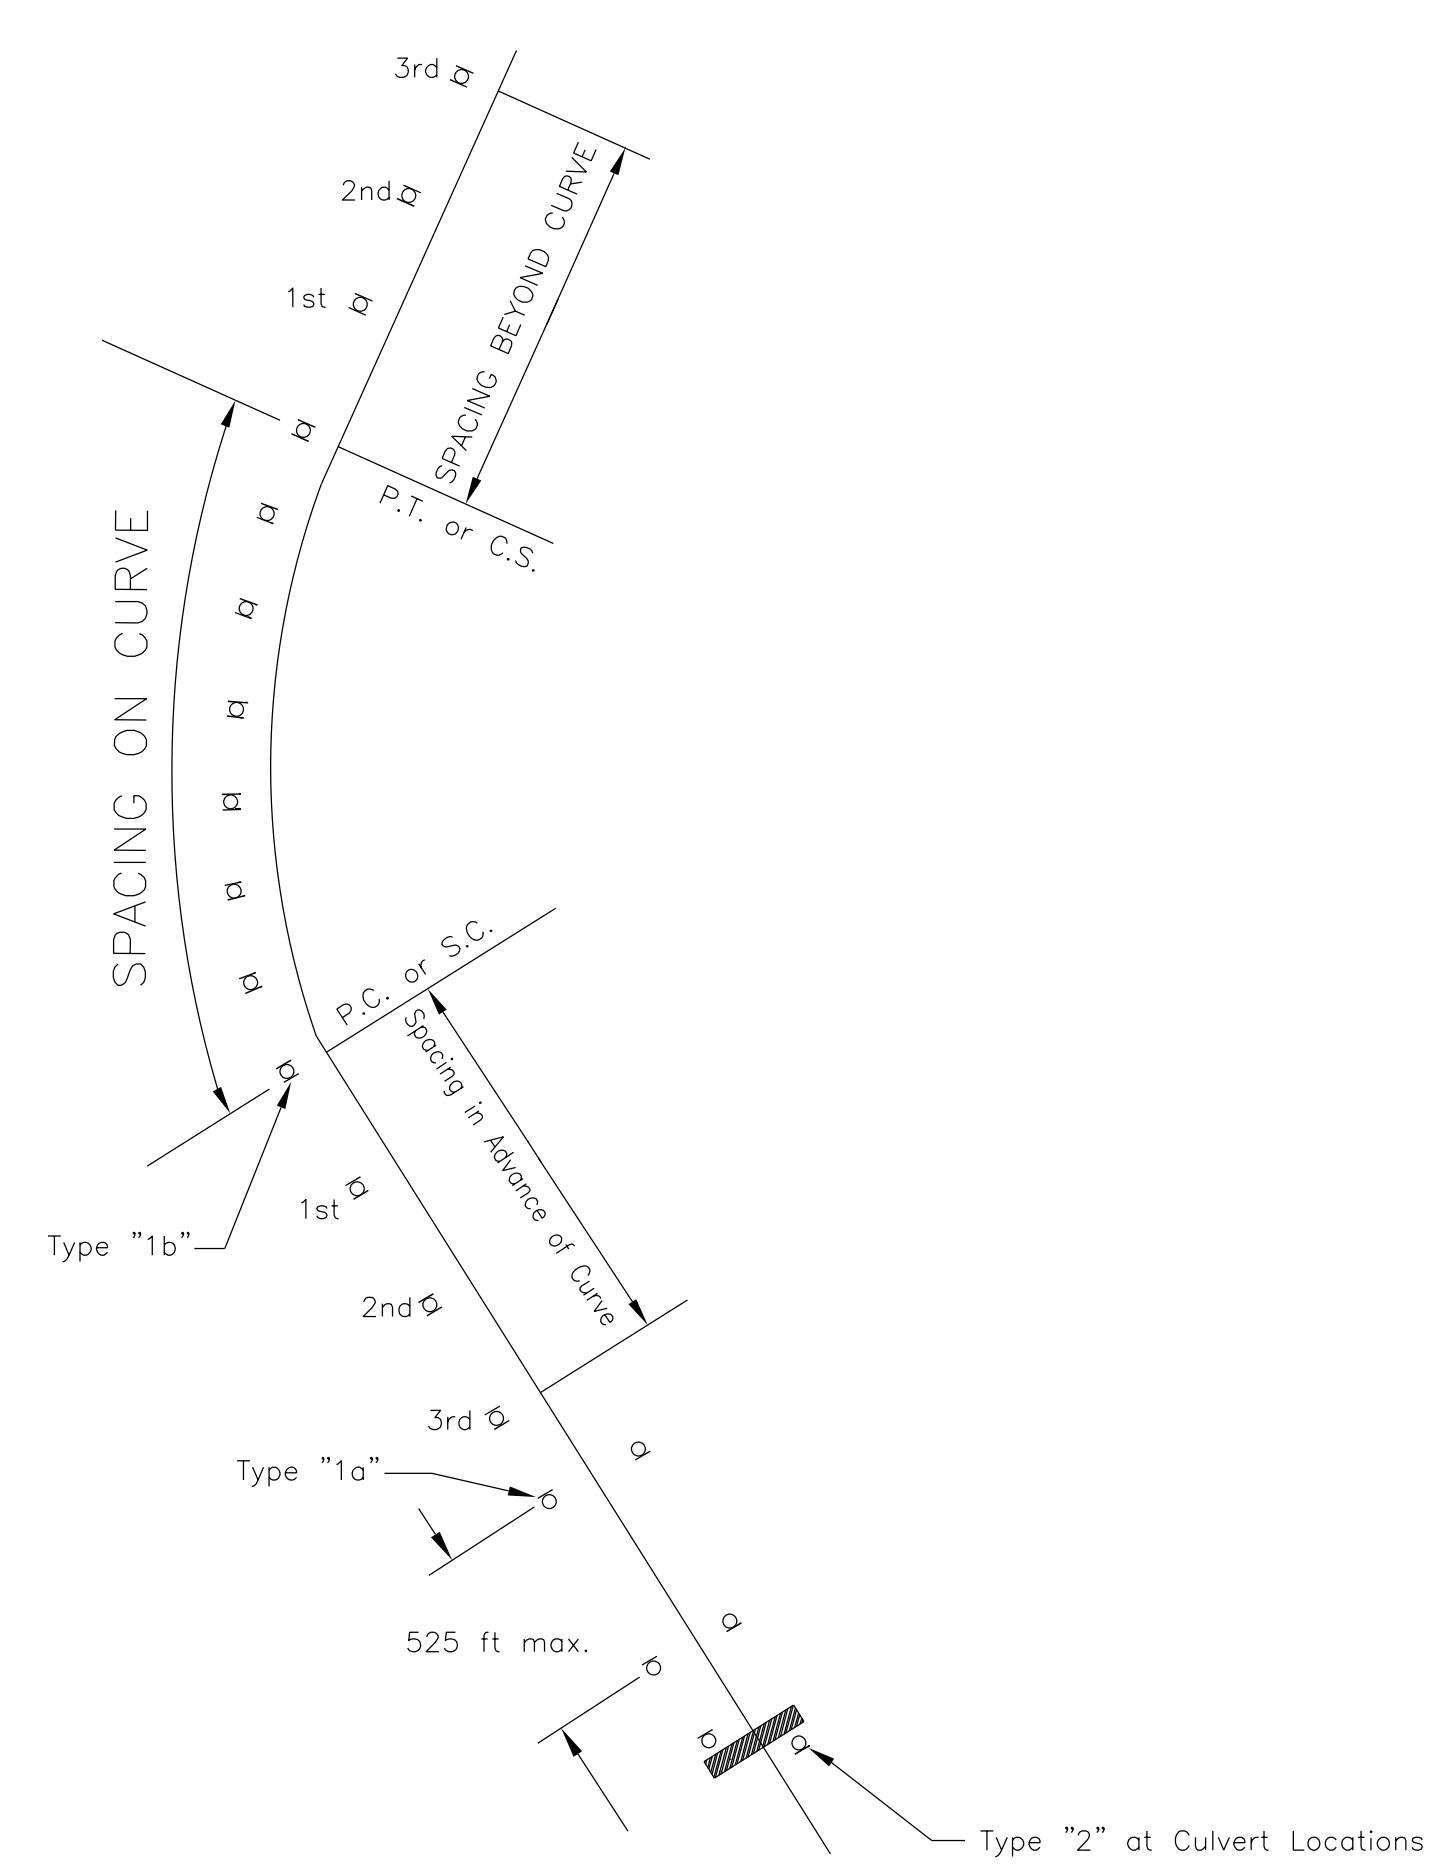 3rd
2nd
1st
SPACING BEYOND CURVE
P.T. or C.S.
SPACING ON CURVE
P.C. or S.C.
Spacing in Advance of Curve
1st
Type "1b"
2nd
3rd
Type "1a"
525 ft max.
Type "2" at Culvert Locations